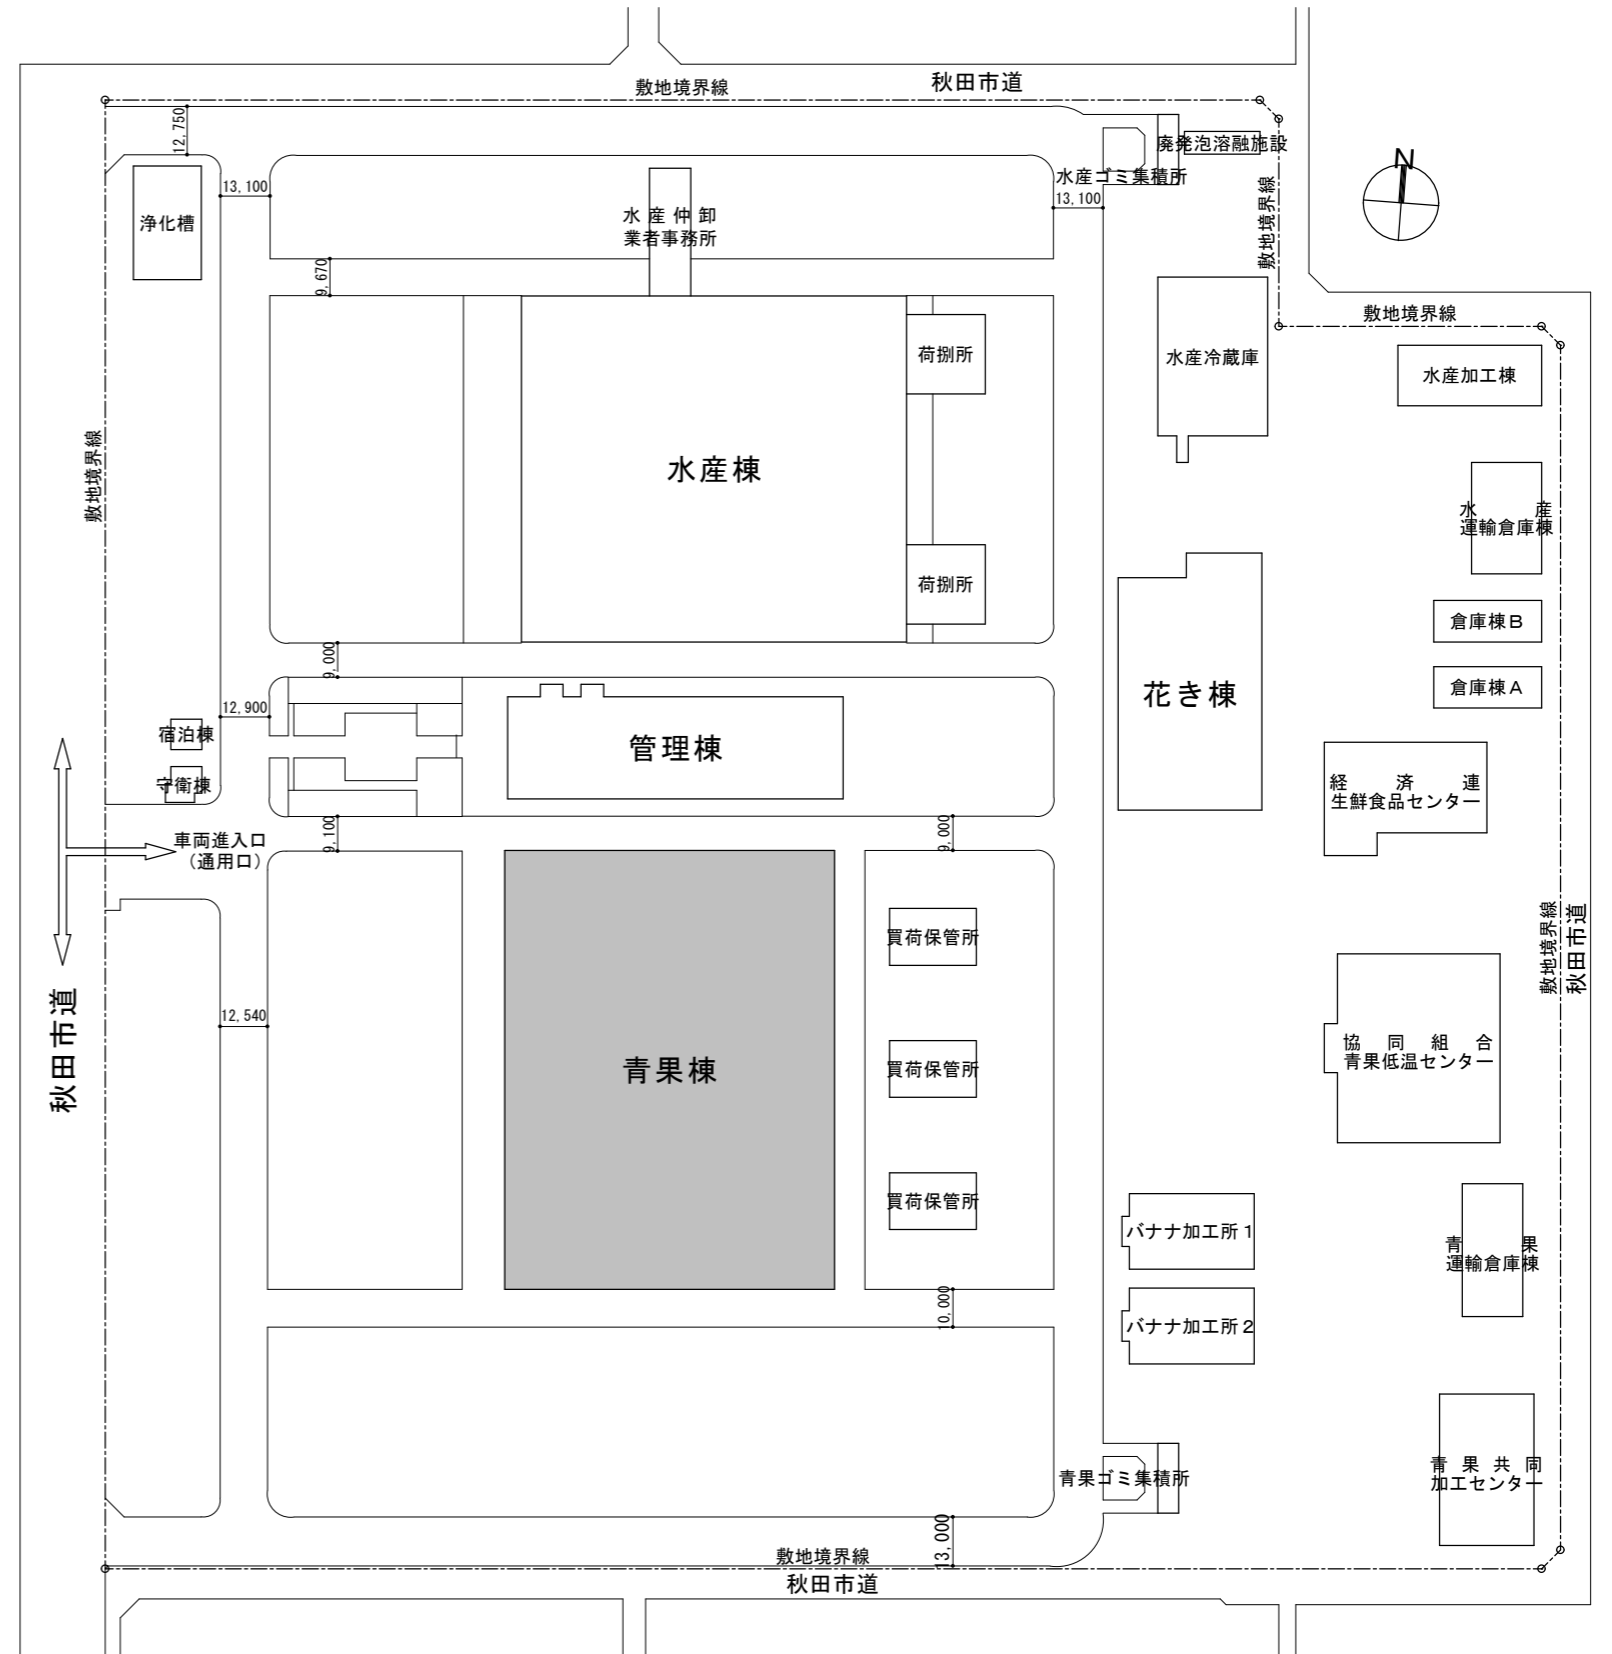 秋田市道
敷地境界線
12,750
廃発泡溶融施設
N
水産ゴミ集積所
13,100
13,100
敷地境界線
浄化槽
水産仲卸
業者事務所
9,670
敷地境界線
荷捌所
水産冷蔵庫
水産加工棟
敷地境界線
水産棟
水産
運輸倉庫棟
荷捌所
倉庫棟B
9,000
倉庫棟A
花き棟
12,900
宿泊棟
管理棟
守衛棟
経済連
生鮮食品センター
車両進入口
(通用口)
9,100
9,000
買荷保管所
敷地境界線
秋田市道
12,540
秋田市道
協同組合
青果低温センター
青果棟
買荷保管所
買荷保管所
バナナ加工所1
青果
運輸倉庫棟
10,000
バナナ加工所2
青果ゴミ集積所
青果共同
加工センター
13,000
敷地境界線
秋田市道